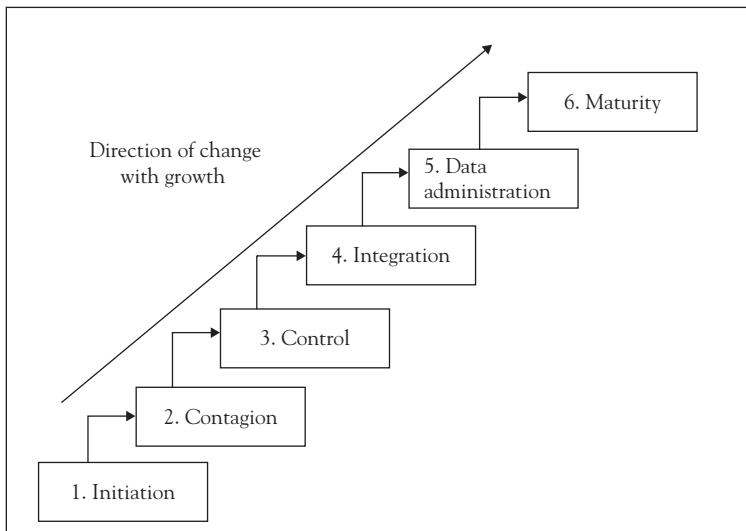 6. Maturity
Direction of change
with growth
5. Data
administration
4. Integration
3. Control
2. Contagion
1. Initiation